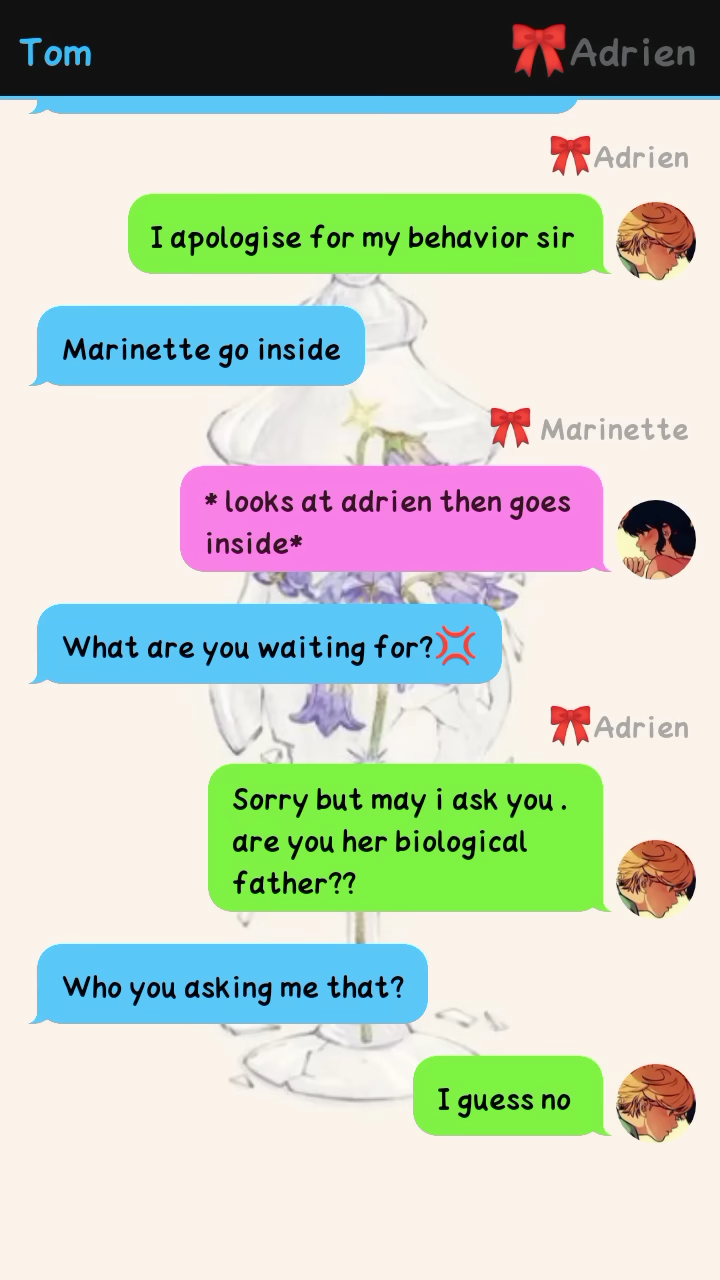 Tom
🎀Adrien
🎀Adrien
I apologise for my behavior sir
Marinette go inside
🎀 Marinette
* looks at adrien then goes
inside*
What are you waiting for?💢
🎀Adrien
Sorry but may i ask you .
are you her biological
father??
Who you asking me that?
I guess no